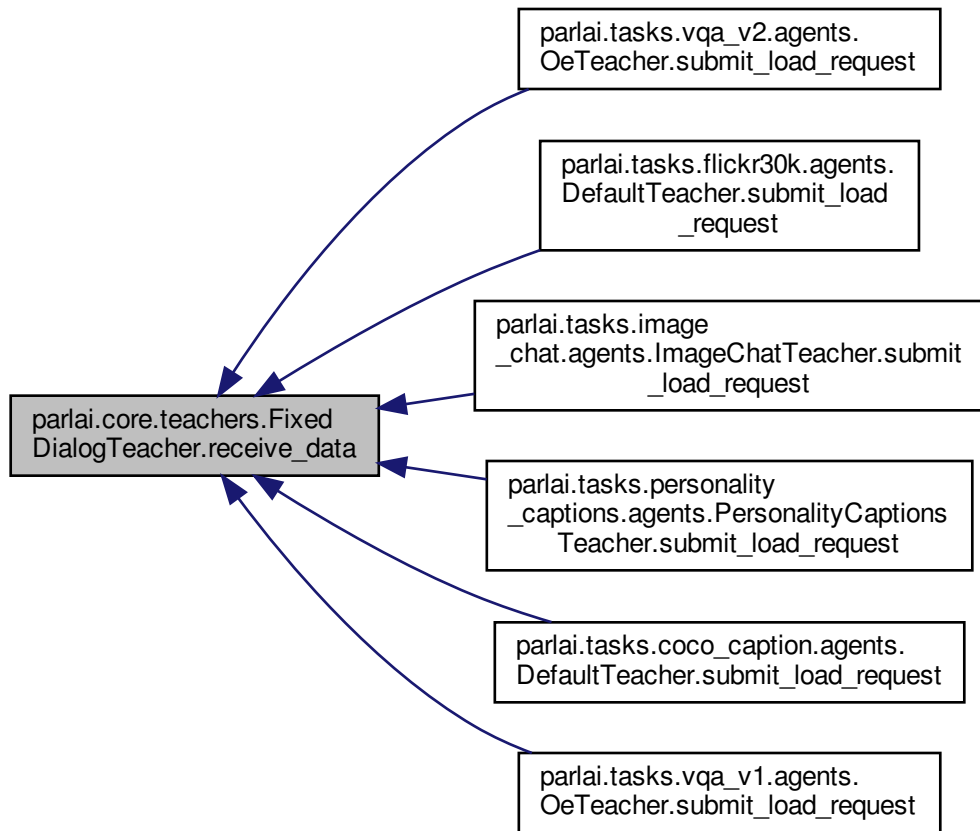 parlai.tasks.vqa_v2.agents.
OeTeacher.submit_load_request
parlai.tasks.flickr30k.agents.
DefaultTeacher.submit_load
_request
parlai.tasks.image
_chat.agents.ImageChatTeacher.submit
_load_request
parlai.core.teachers.Fixed
DialogTeacher.receive_data
parlai.tasks.personality
_captions.agents.PersonalityCaptions
Teacher.submit_load_request
parlai.tasks.coco_caption.agents.
DefaultTeacher.submit_load_request
parlai.tasks.vqa_v1.agents.
OeTeacher.submit_load_request